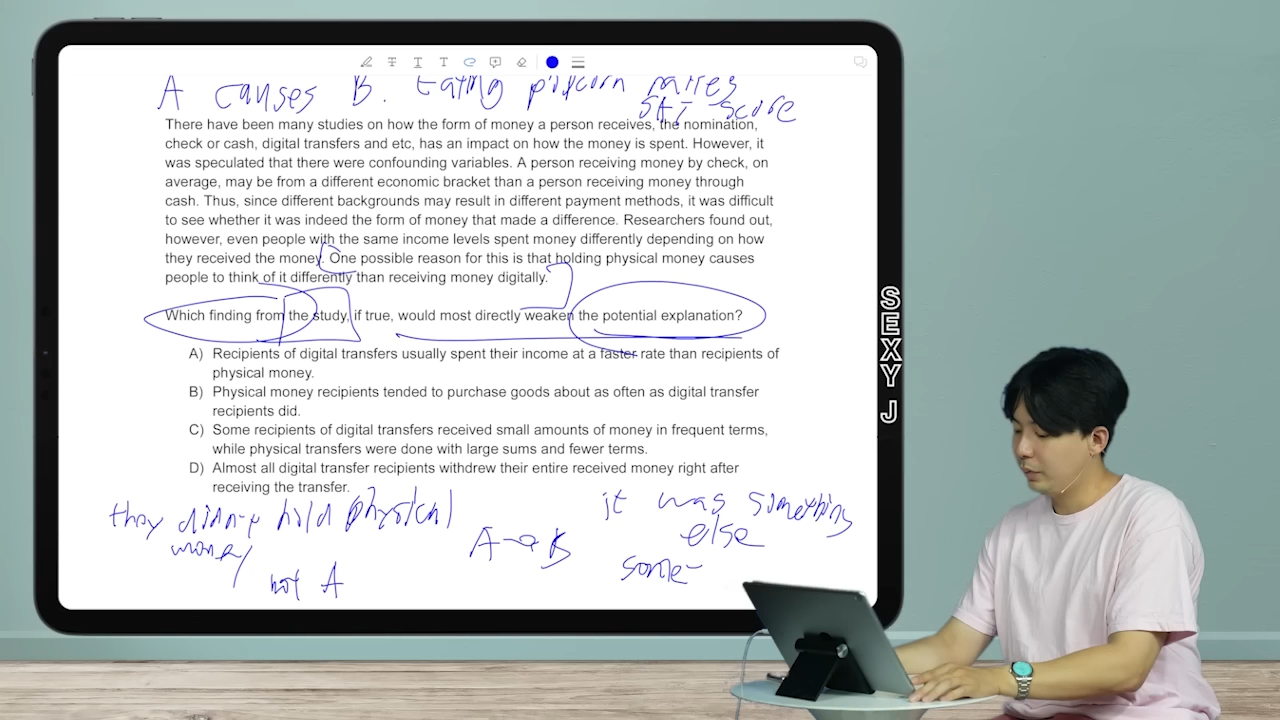 A causes B. Eating popcorn raises
SAT score
There have been many studies on how the form of money a person receives, the nomination,
check or cash, digital transfers and etc, has an impact on how the money is spent. However, it
was speculated that there were confounding variables. A person receiving money by check, on
average, may be from a different economic bracket than a person receiving money through
cash. Thus, since different backgrounds may result in different payment methods, it was difficult
to see whether it was indeed the form of money that made a difference. Researchers found out,
however, even people with the same income levels spent money differently depending on how
they received the money. One possible reason for this is that holding physical money causes
people to think of it differently than receiving money digitally.
Which finding from the study, if true, would most directly weaken the potential explanation?
A) Recipients of digital transfers usually spent their income at a faster rate than recipients of
physical money.
B) Physical money recipients tended to purchase goods about as often as digital transfer
recipients did.
C) Some recipients of digital transfers received small amounts of money in frequent terms,
while physical transfers were done with large sums and fewer terms.
D) Almost all digital transfer recipients withdrew their entire received money right after
receiving the transfer.
they didn't hold physical
money
not A
A → B
it was something
else
some-
SEXY J